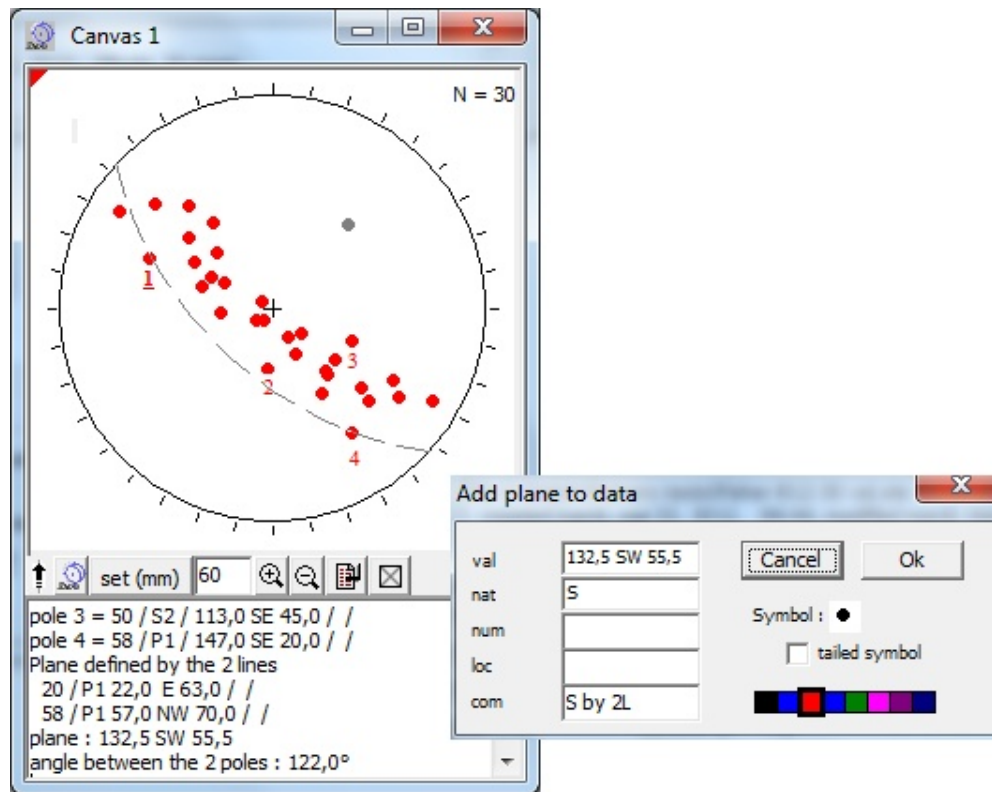 Canvas 1
N = 30
1
2
3
4
set (mm) 60
pole 3 = 50 / S2 / 113,0 SE 45,0 / /
pole 4 = 58 / P1 / 147,0 SE 20,0 / /
Plane defined by the 2 lines
20 / P1 22,0 E 63,0 / /
58 / P1 57,0 NW 70,0 / /
plane : 132,5 SW 55,5
angle between the 2 poles : 122,0°
Add plane to data
val 132,5 SW 55,5
Cancel Ok
nat S
Symbol :
num
tailed symbol
loc
com S by 2L